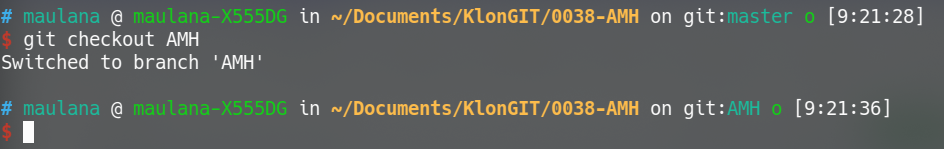 # maulana @ maulana-X555DG in ~/Documents/KlonGIT/0038-AMH on git:master o [9:21:28]
$ git checkout AMH
Switched to branch 'AMH'
# maulana @ maulana-X555DG in ~/Documents/KlonGIT/0038-AMH on git:AMH o [9:21:36]
$